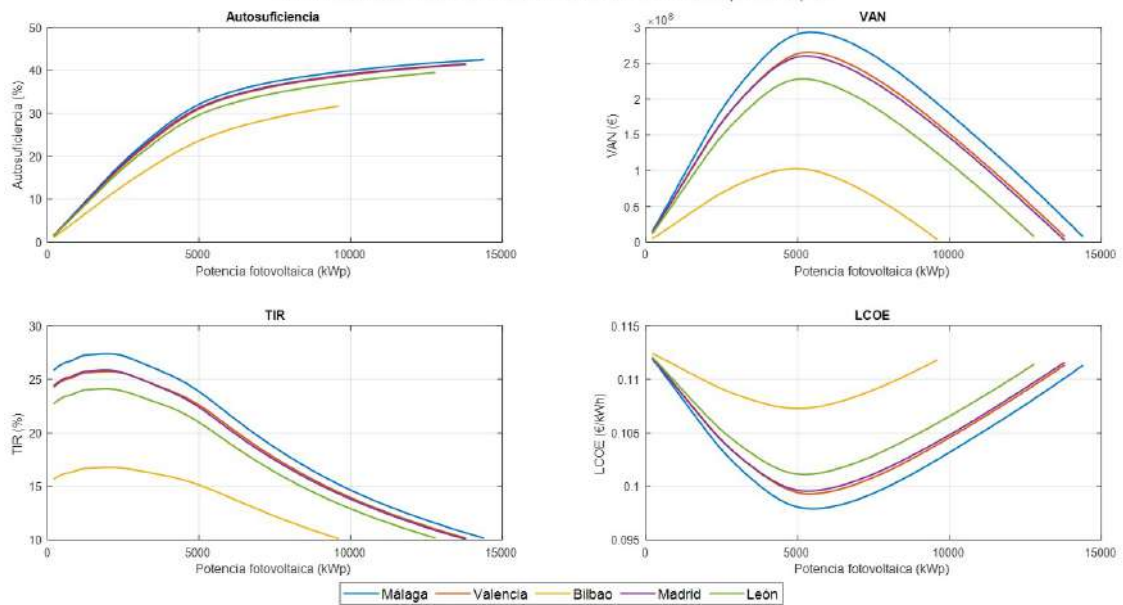 Autosuficiencia
50
40
30
20
10
0
Autosuficiencia (%)
0 5000 10000 15000
Potencia fotovoltaica (kWp)
VAN
×10⁸
3
2.5
2
1.5
1
0.5
0
VAN (€)
0 5000 10000 15000
Potencia fotovoltaica (kWp)
TIR
30
25
20
15
10
TIR (%)
0 5000 10000 15000
Potencia fotovoltaica (kWp)
LCOE
0.115
0.11
0.105
0.1
0.095
LCOE (€/kWh)
0 5000 10000 15000
Potencia fotovoltaica (kWp)
Málaga Valencia Bilbao Madrid León